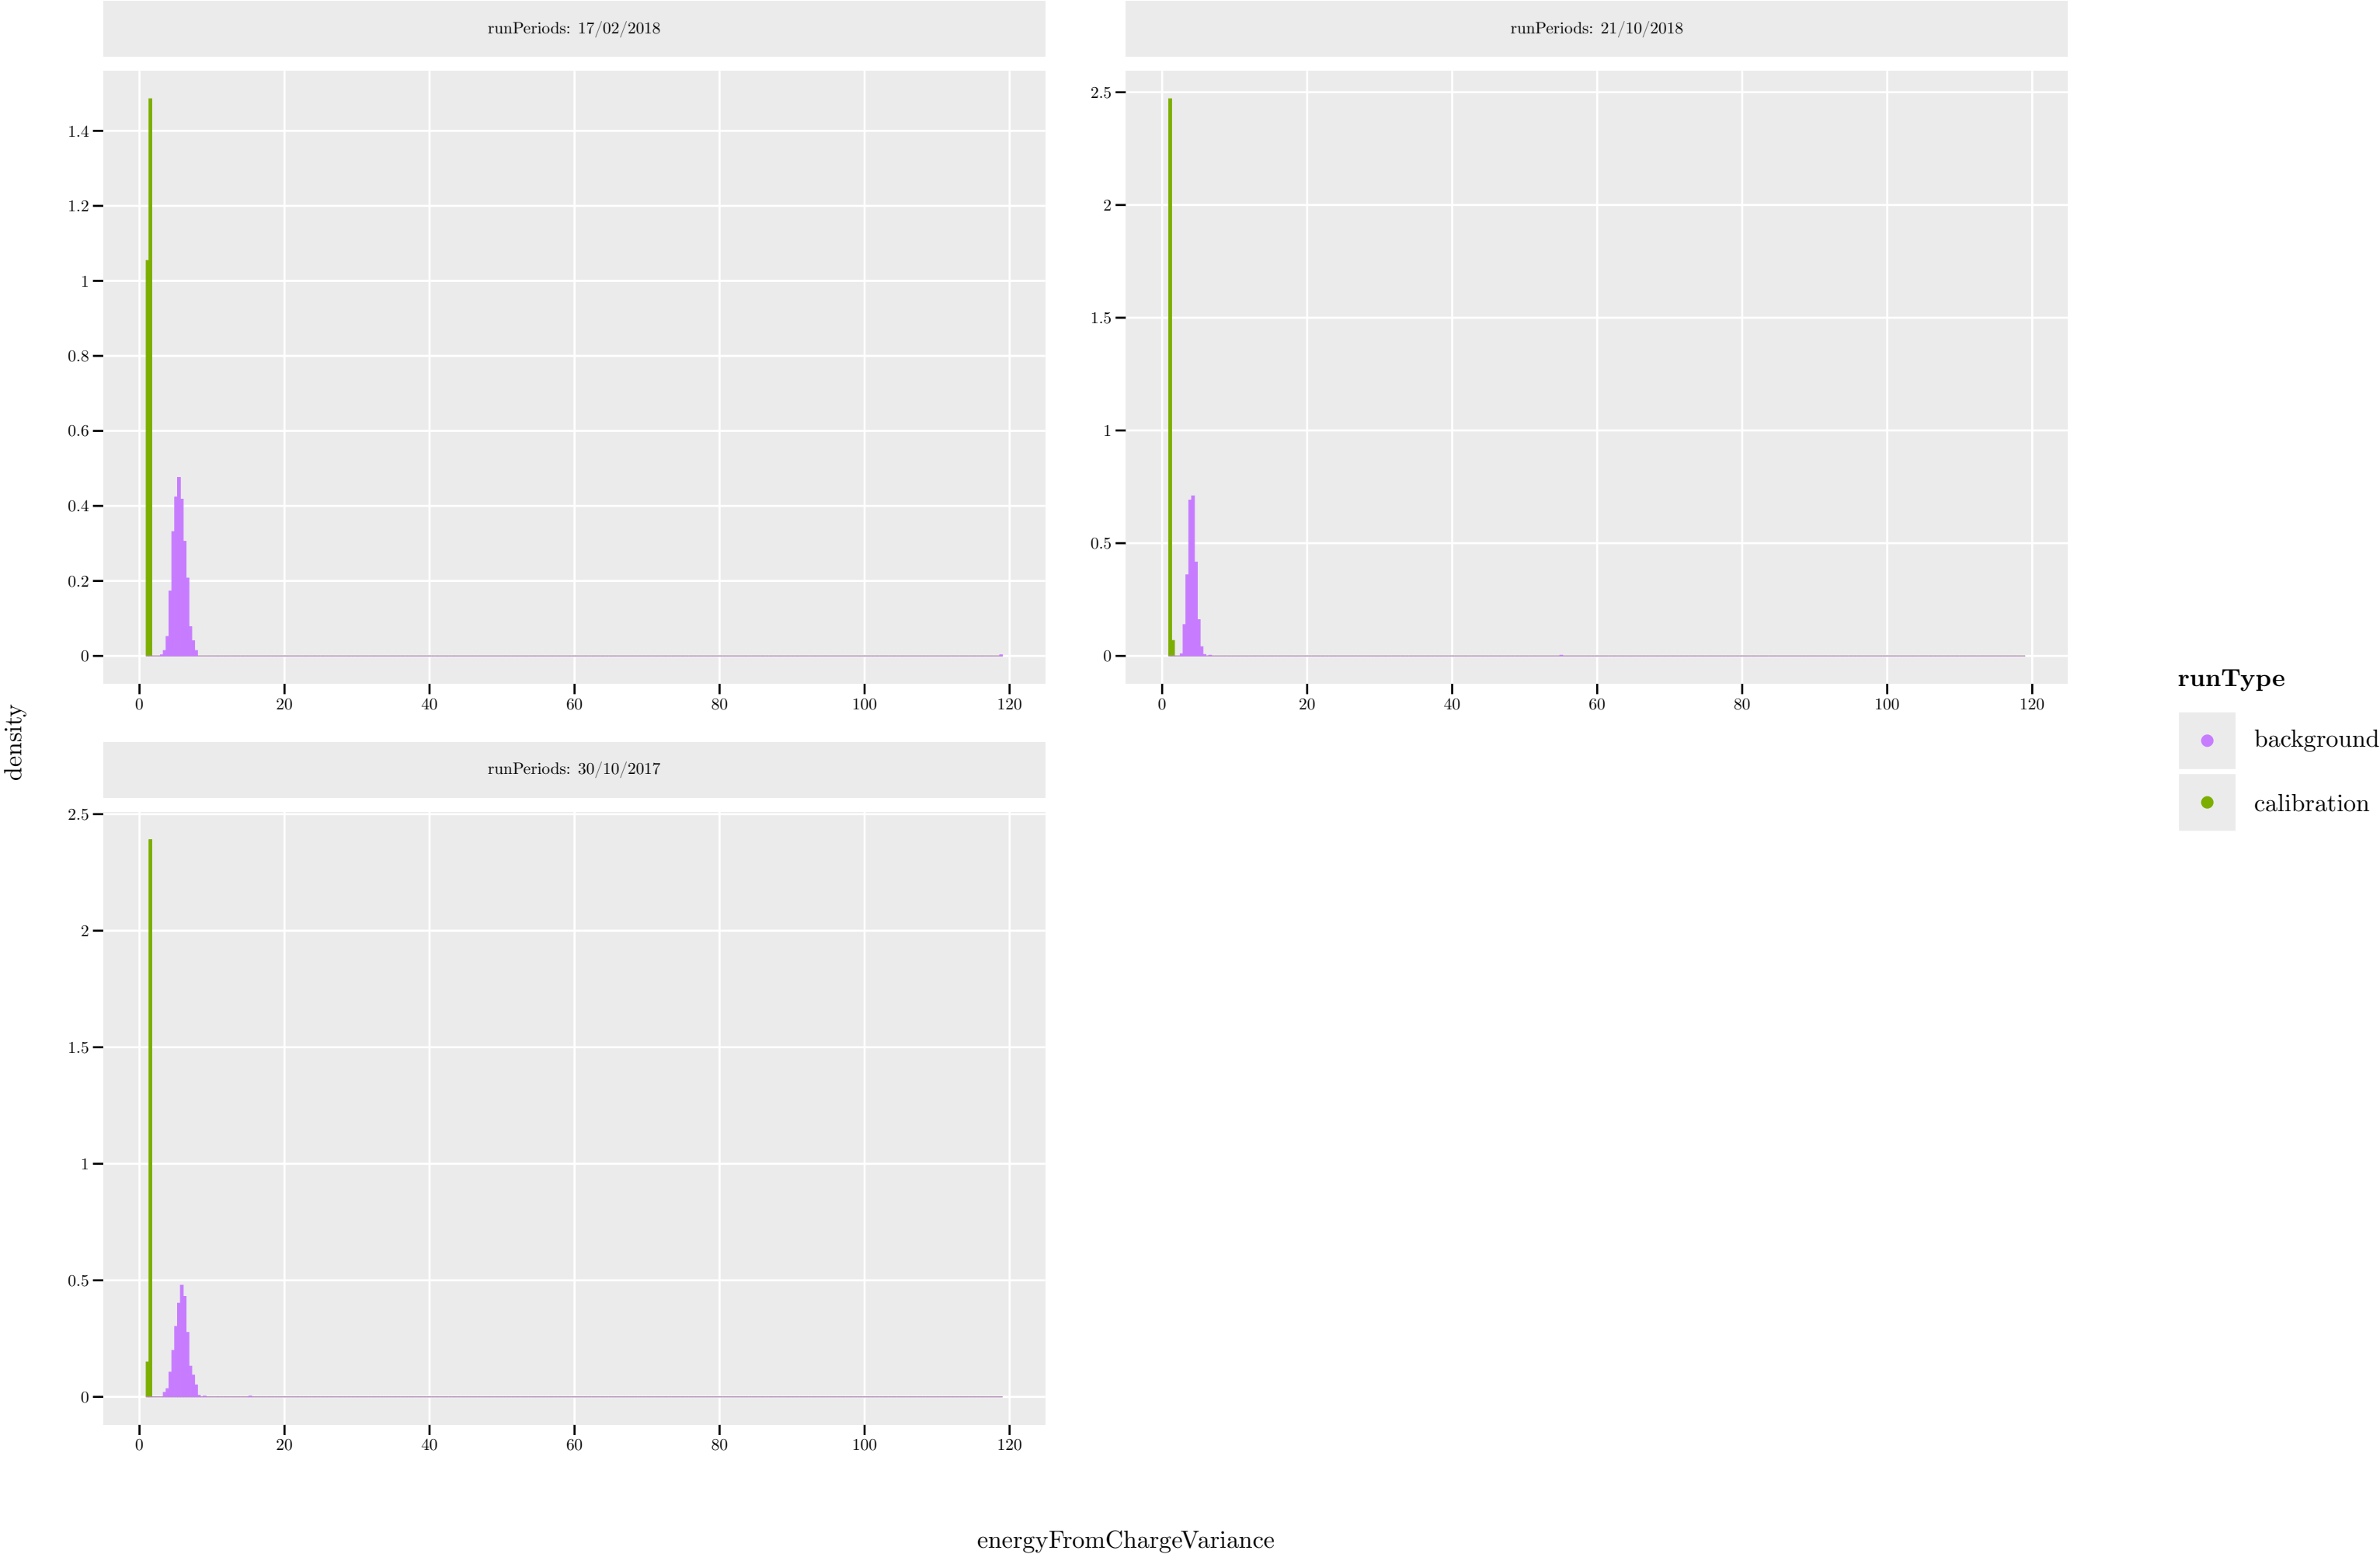 runPeriods: 17/02/2018
1.4
1.2
1
0.8
0.6
0.4
0.2
0
0 20 40 60 80 100 120
runPeriods: 21/10/2018
2.5
2
1.5
1
0.5
0
0 20 40 60 80 100 120
runPeriods: 30/10/2017
2.5
2
1.5
1
0.5
0
0 20 40 60 80 100 120
density
energyFromChargeVariance
runType
background
calibration